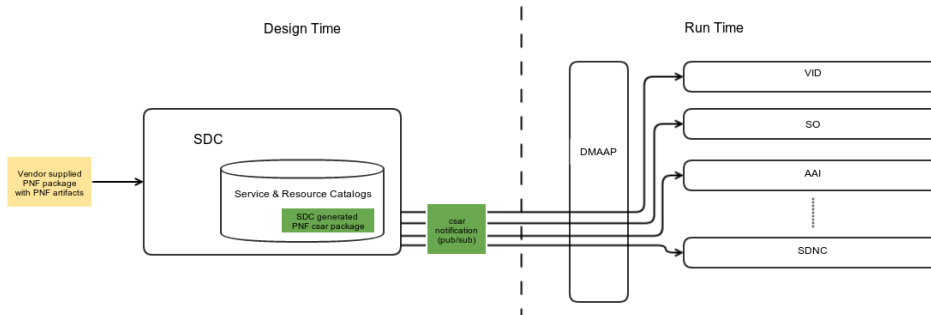 Design Time
Run Time
VID
SDC
SO
DMAAP
Vendor supplied
PNF package
with PNF artifacts
AAI
Service & Resource Catalogs
SDC generated
PNF csar package
csar
notification
(pub/sub)
SDNC